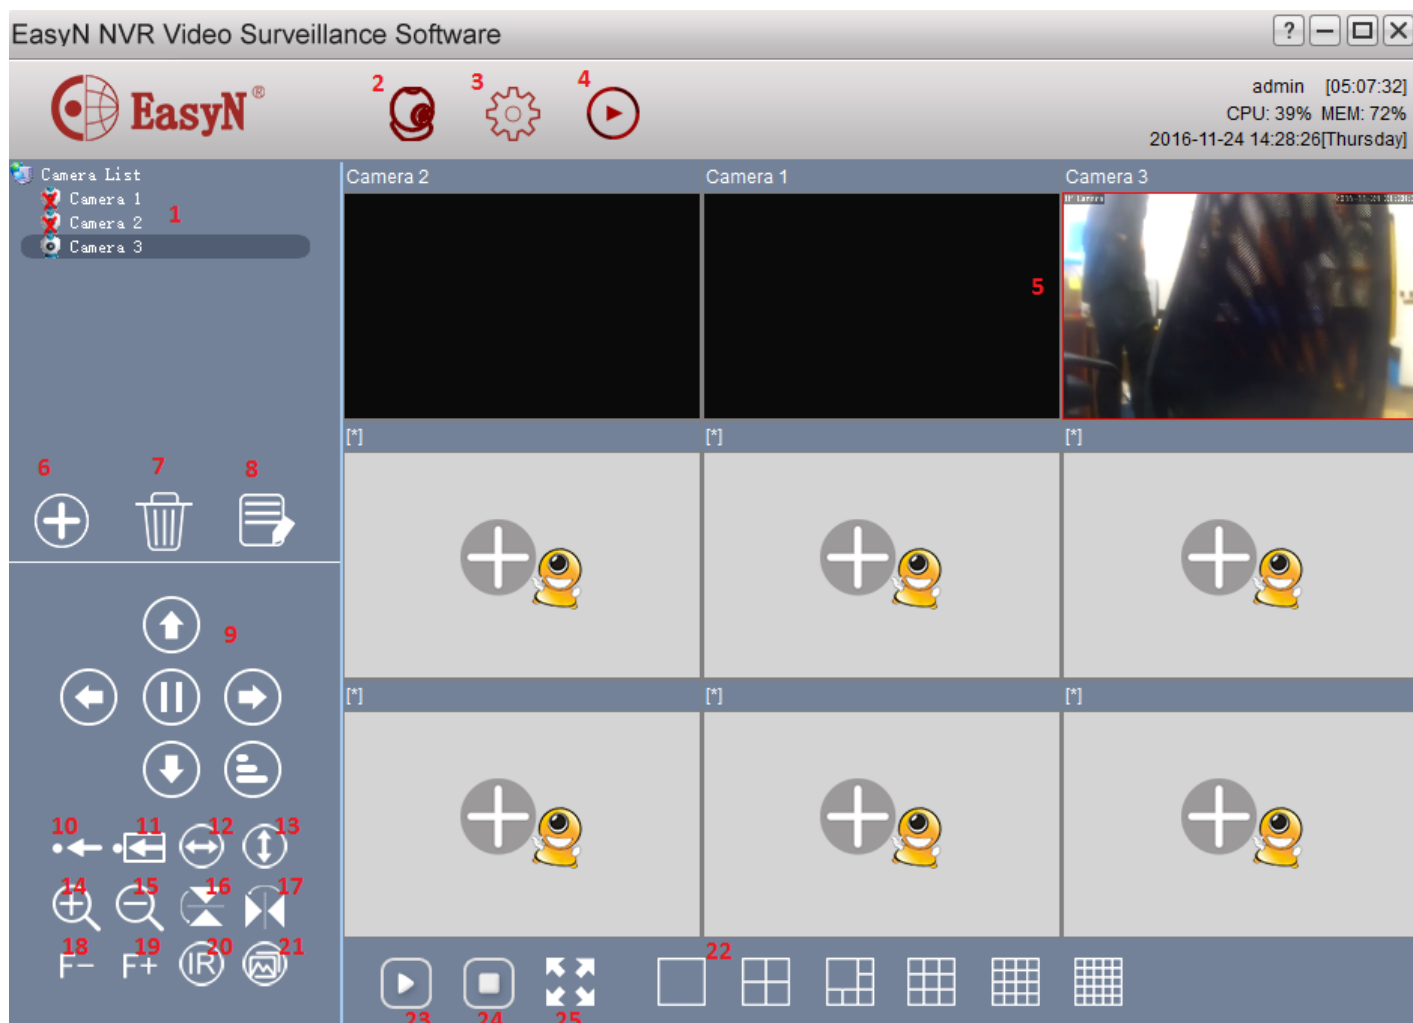 EasyN NVR Video Surveillance Software
?
EasyN®
2
3
4
admin [05:07:32]
CPU: 39% MEM: 72%
2016-11-24 14:28:26[Thursday]
Camera List
Camera 1
1
Camera 2
Camera 3
Camera 2
Camera 1
Camera 3
IP Camera
5
[*]
[*]
[*]
6
7
8
9
[*]
[*]
[*]
10
11
12
13
14
15
16
17
18
19
20
21
F-
F+
IR
22
23
24
25